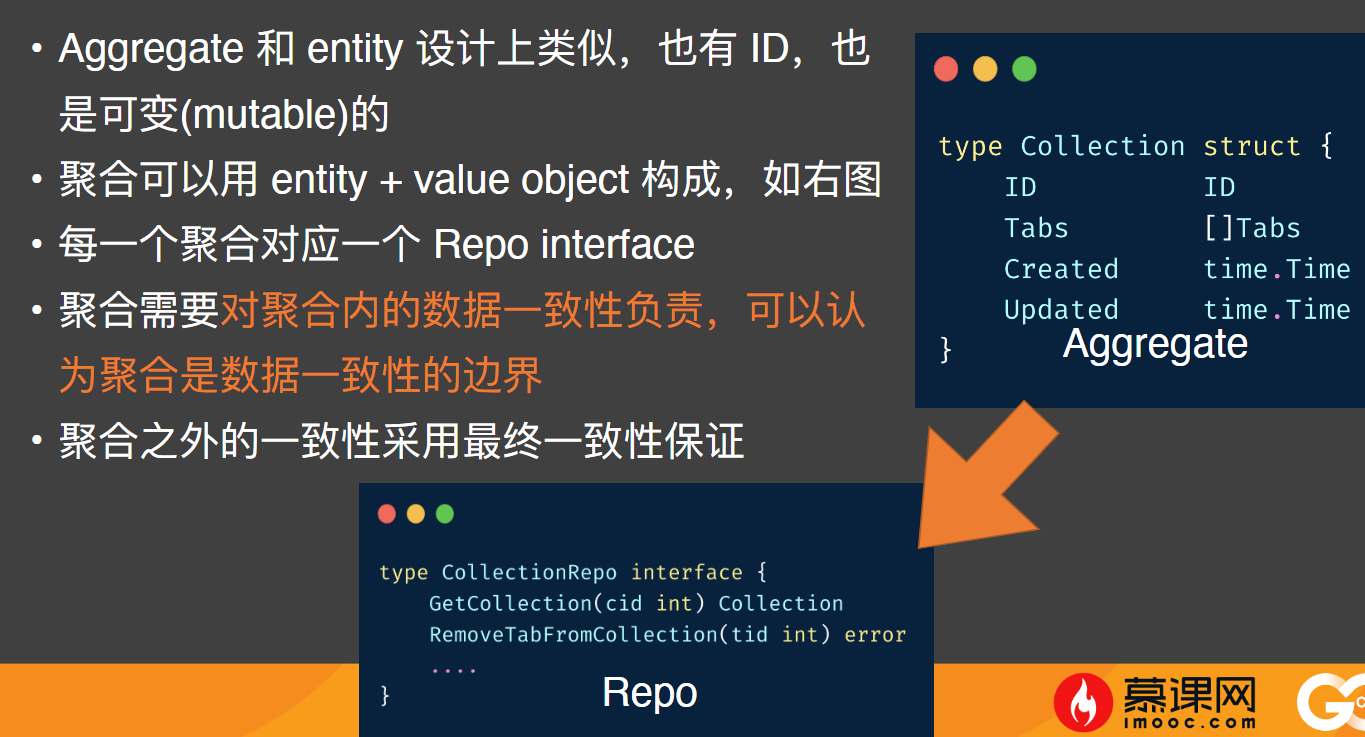 • Aggregate 和 entity 设计上类似，也有 ID，也
是可变(mutable)的
• 聚合可以用 entity + value object 构成，如右图
• 每一个聚合对应一个 Repo interface
• 聚合需要对聚合内的数据一致性负责，可以认
为聚合是数据一致性的边界
• 聚合之外的一致性采用最终一致性保证
type Collection struct {
ID ID
Tabs []Tabs
Created time.Time
Updated time.Time
}
Aggregate
type CollectionRepo interface {
GetCollection(cid int) Collection
RemoveTabFromCollection(tid int) error
....
}
Repo
慕课网
imooc.com